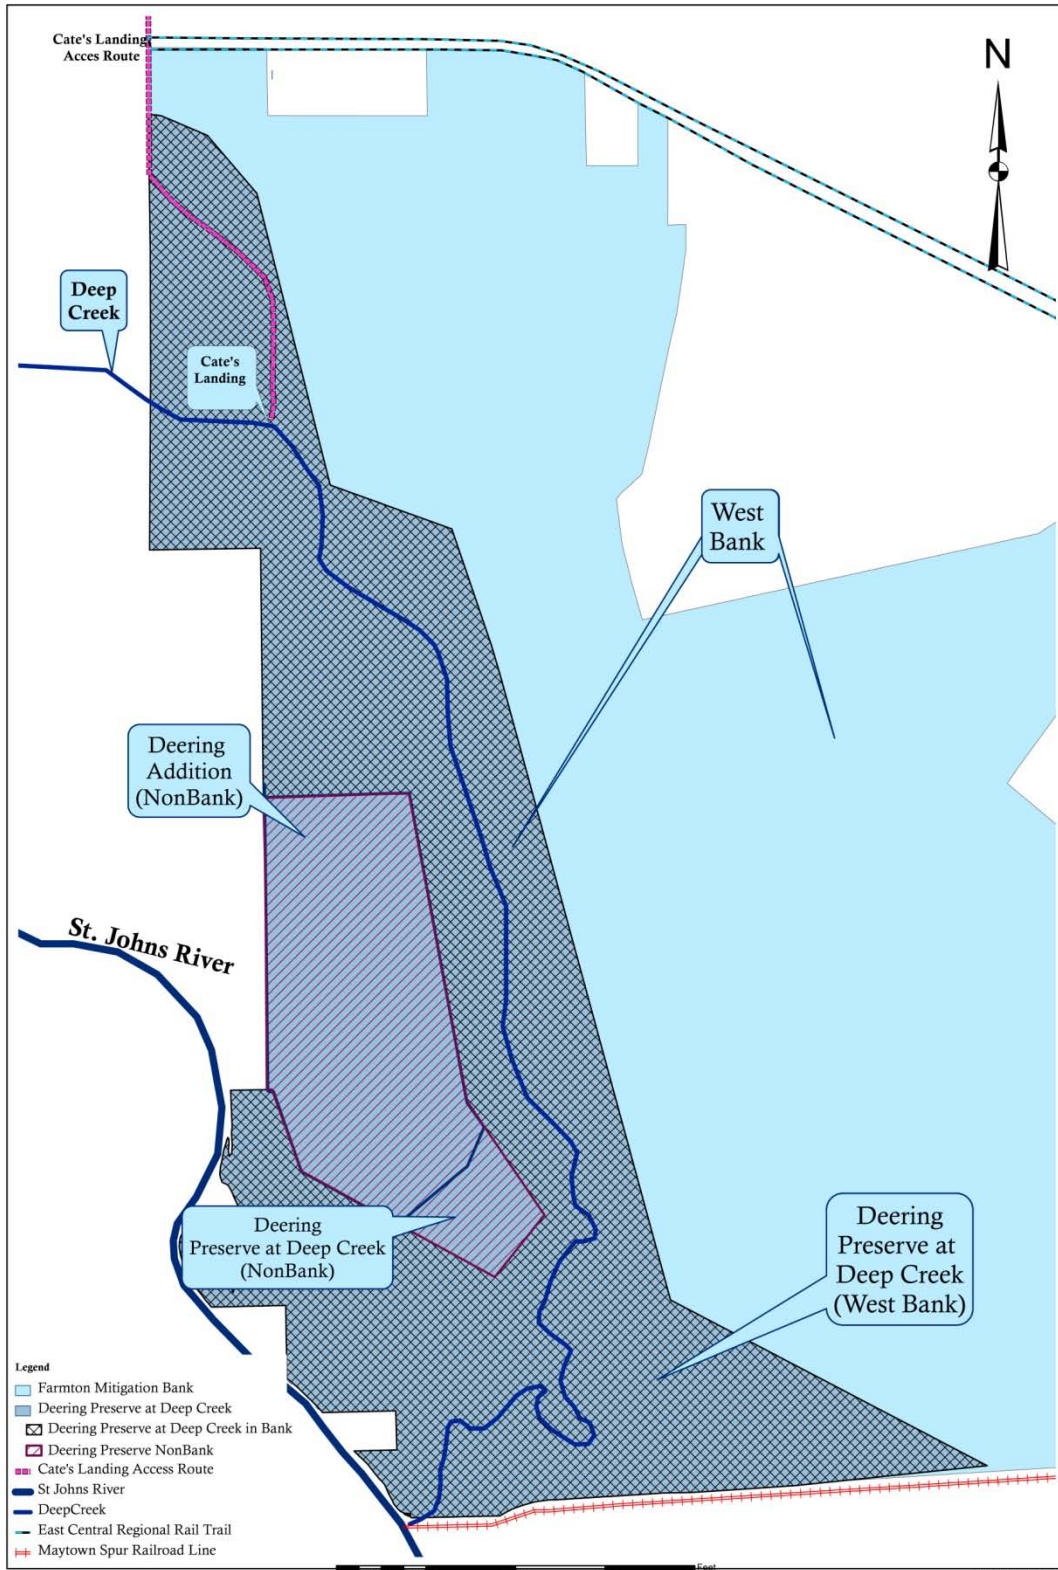 Cate's Landing
Acces Route
N
Deep
Creek
Cate's
Landing
West
Bank
Deering
Addition
(NonBank)
St. Johns River
Deering
Preserve at Deep Creek
(NonBank)
Deering
Preserve at
Deep Creek
(West Bank)
Legend
Farmton Mitigation Bank
Deering Preserve at Deep Creek
Deering Preserve at Deep Creek in Bank
Deering Preserve NonBank
Cate's Landing Access Route
St Johns River
DeepCreek
East Central Regional Rail Trail
Maytown Spur Railroad Line
Feet